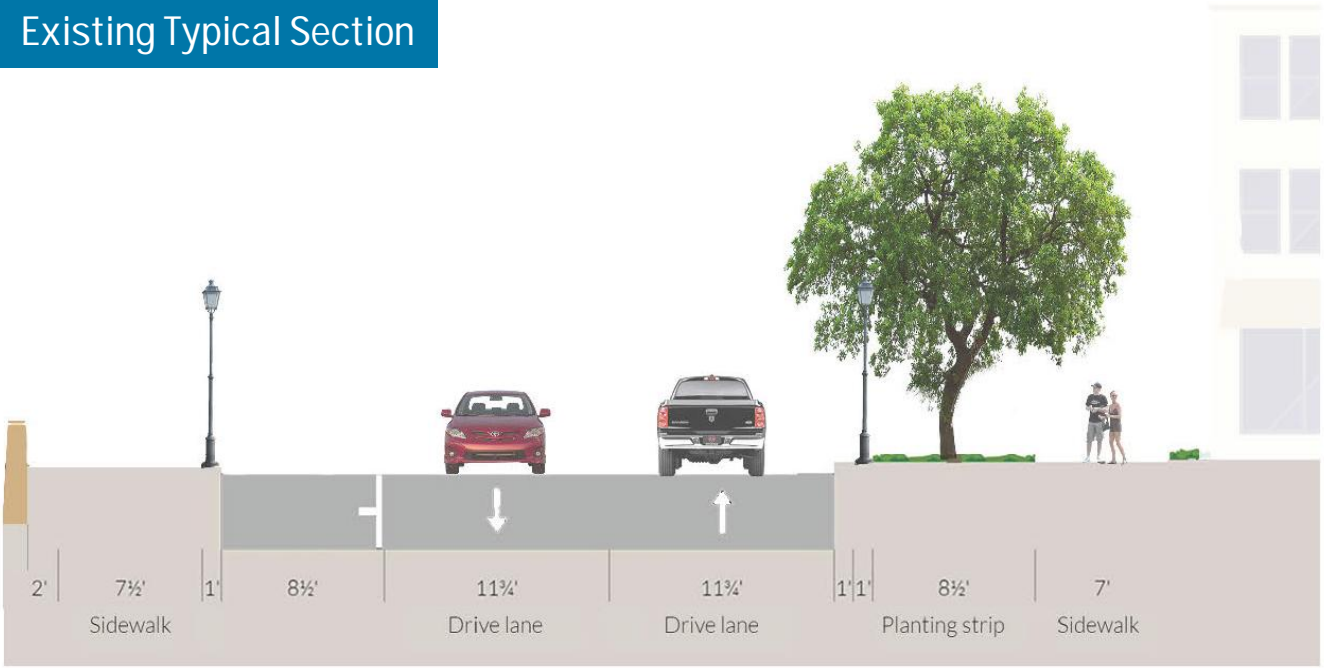 Existing Typical Section
2' 7½' 1' 8½' 11¾' 11¾' 1' 1' 8½' 7'
Sidewalk Drive lane Drive lane Planting strip Sidewalk